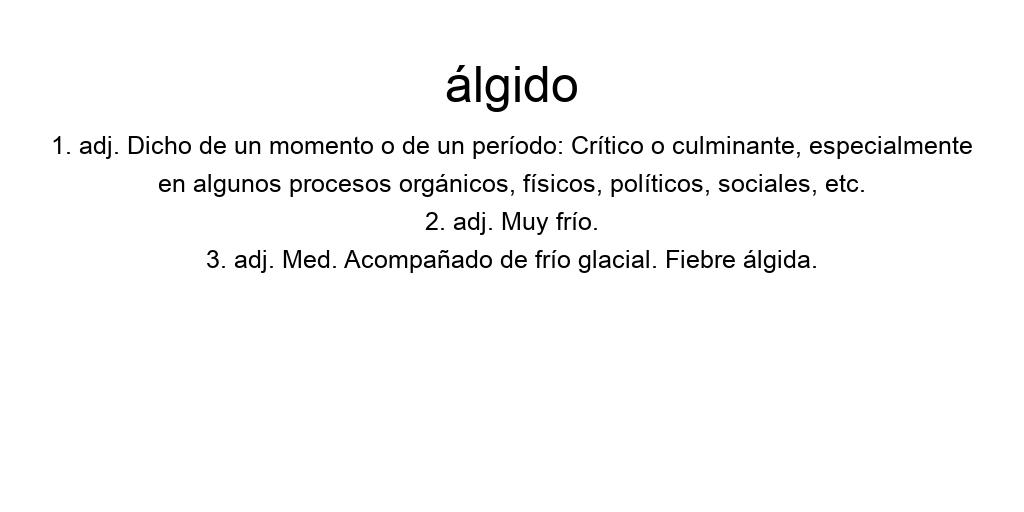 álgido
1. adj. Dicho de un momento o de un período: Crítico o culminante, especialmente
en algunos procesos orgánicos, físicos, políticos, sociales, etc.
2. adj. Muy frío.
3. adj. Med. Acompañado de frío glacial. Fiebre álgida.